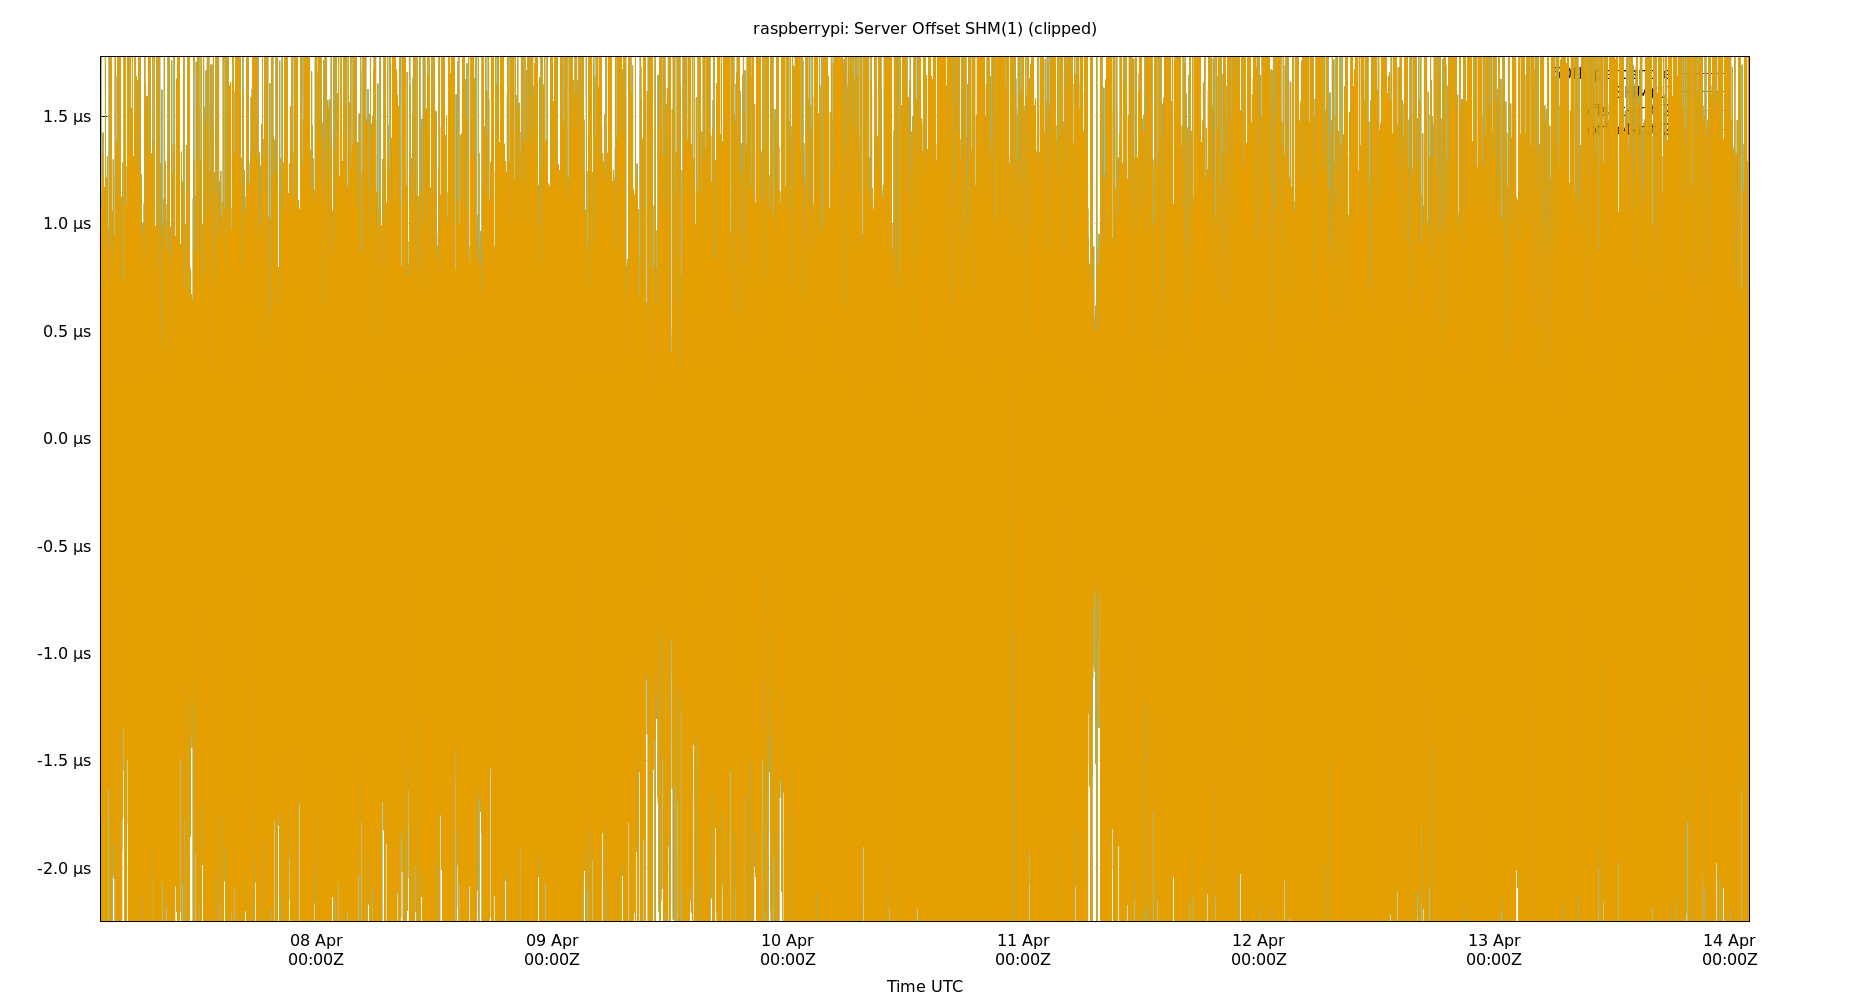 raspberrypi: Server Offset SHM(1) (clipped)
1.5 μs
1.0 μs
0.5 μs
0.0 μs
-0.5 μs
-1.0 μs
-1.5 μs
-2.0 μs
08 Apr 09 Apr 10 Apr 11 Apr 12 Apr 13 Apr 14 Apr
00:00Z 00:00Z 00:00Z 00:00Z 00:00Z 00:00Z 00:00Z
Time UTC